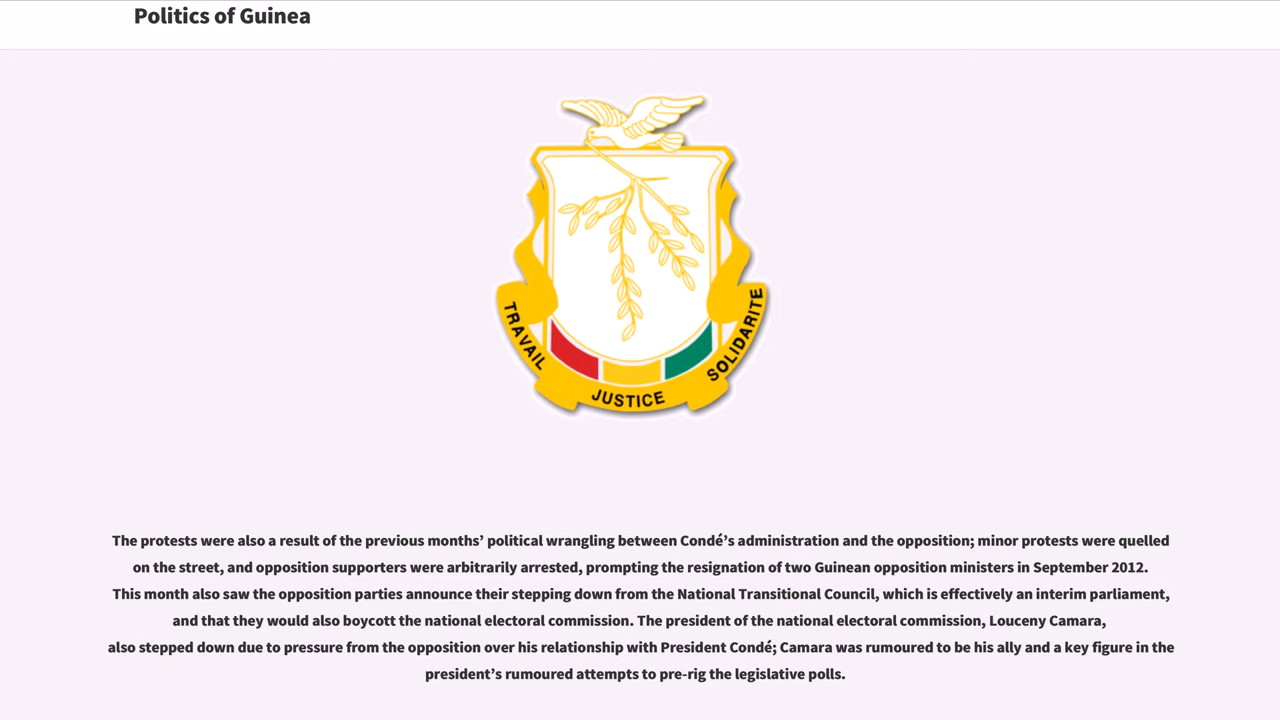 Politics of Guinea
TRAVAIL
JUSTICE
SOLIDARITE
The protests were also a result of the previous months’ political wrangling between Condé’s administration and the opposition; minor protests were quelled
on the street, and opposition supporters were arbitrarily arrested, prompting the resignation of two Guinean opposition ministers in September 2012.
This month also saw the opposition parties announce their stepping down from the National Transitional Council, which is effectively an interim parliament,
and that they would also boycott the national electoral commission. The president of the national electoral commission, Louceny Camara,
also stepped down due to pressure from the opposition over his relationship with President Condé; Camara was rumoured to be his ally and a key figure in the
president’s rumoured attempts to pre-rig the legislative polls.